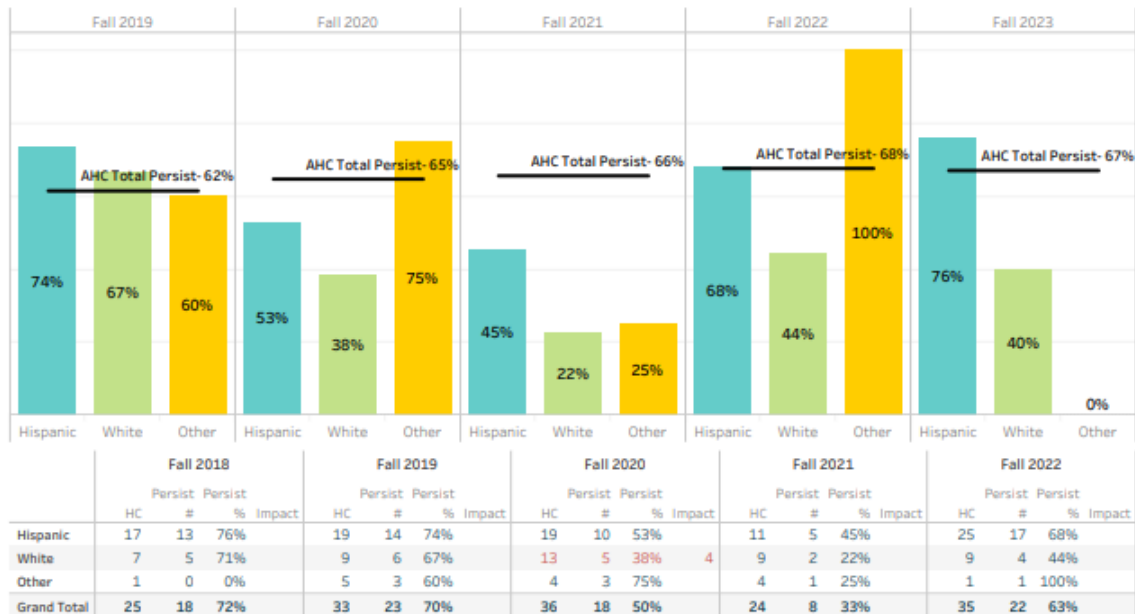 Fall 2019 Fall 2020 Fall 2021 Fall 2022 Fall 2023
AHC Total Persist- 62% AHC Total Persist- 65% AHC Total Persist- 66% AHC Total Persist- 68% AHC Total Persist- 67%
74% 67% 60% 53% 38% 75% 45% 22% 25% 68% 44% 100% 76% 40% 0%
Hispanic White Other Hispanic White Other Hispanic White Other Hispanic White Other Hispanic White Other
Fall 2018 Fall 2019 Fall 2020 Fall 2021 Fall 2022
Persist Persist Persist Persist Persist Persist Persist Persist Persist Persist
HC # % Impact HC # % Impact HC # % Impact HC # % Impact HC # % Impact
Hispanic 17 13 76% 19 14 74% 19 10 53% 11 5 45% 25 17 68%
White 7 5 71% 9 6 67% 13 5 38% 4 9 2 22% 9 4 44%
Other 1 0 0% 5 3 60% 4 3 75% 4 1 25% 1 1 100%
Grand Total 25 18 72% 33 23 70% 36 18 50% 24 8 33% 35 22 63%